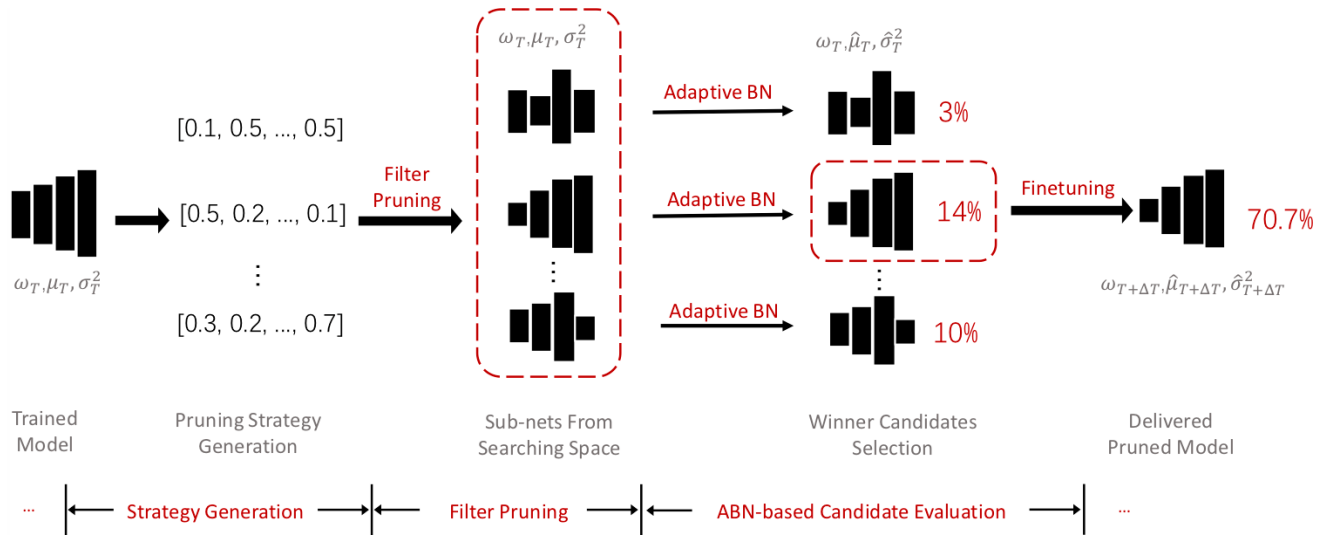 ω_T, μ_T, σ_T^2
ω_T, μ̂_T, σ̂_T^2
[0.1, 0.5, ..., 0.5]
Adaptive BN
3%
Filter
Pruning
[0.5, 0.2, ..., 0.1]
Adaptive BN
14%
Finetuning
70.7%
ω_T, μ_T, σ_T^2
ω_{T+ΔT}, μ̂_{T+ΔT}, σ̂_{T+ΔT}^2
⋮
⋮
⋮
[0.3, 0.2, ..., 0.7]
Adaptive BN
10%
Trained
Model
Pruning Strategy
Generation
Sub-nets From
Searching Space
Winner Candidates
Selection
Delivered
Pruned Model
...
Strategy Generation
Filter Pruning
ABN-based Candidate Evaluation
...